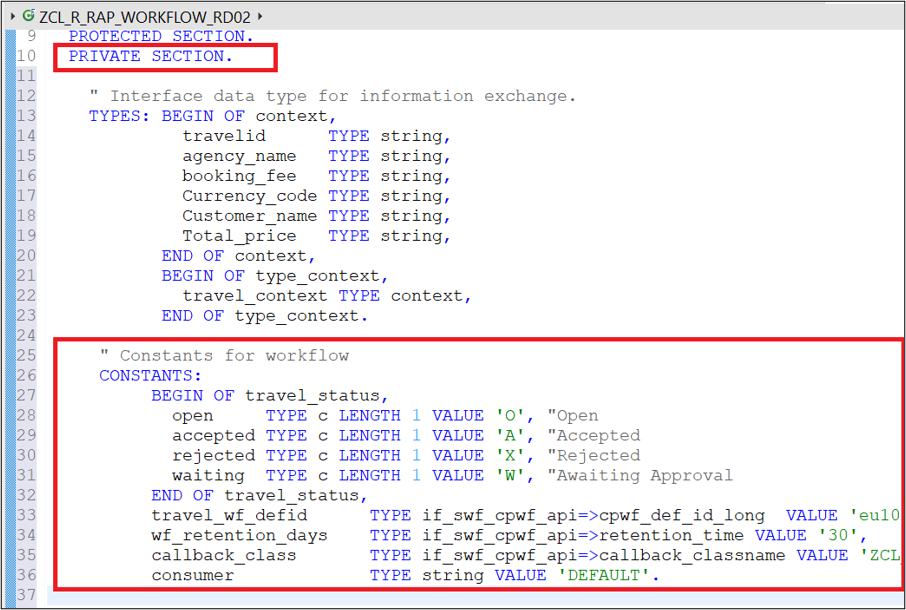 ZCL_R_RAP_WORKFLOW_RD02
9 PROTECTED SECTION.
10 PRIVATE SECTION.
11
12 " Interface data type for information exchange.
13 TYPES: BEGIN OF context,
14 travelid TYPE string,
15 agency_name TYPE string,
16 booking_fee TYPE string,
17 Currency_code TYPE string,
18 Customer_name TYPE string,
19 Total_price TYPE string,
20 END OF context,
21 BEGIN OF type_context,
22 travel_context TYPE context,
23 END OF type_context.
24
25 " Constants for workflow
26 CONSTANTS:
27 BEGIN OF travel_status,
28 open TYPE c LENGTH 1 VALUE 'O', "Open
29 accepted TYPE c LENGTH 1 VALUE 'A', "Accepted
30 rejected TYPE c LENGTH 1 VALUE 'X', "Rejected
31 waiting TYPE c LENGTH 1 VALUE 'W', "Awaiting Approval
32 END OF travel_status,
33 travel_wf_defid TYPE if_swf_cpwf_api=>cpwf_def_id_long VALUE 'eu10
34 wf_retention_days TYPE if_swf_cpwf_api=>retention_time VALUE '30',
35 callback_class TYPE if_swf_cpwf_api=>callback_classname VALUE 'ZCL
36 consumer TYPE string VALUE 'DEFAULT'.
37